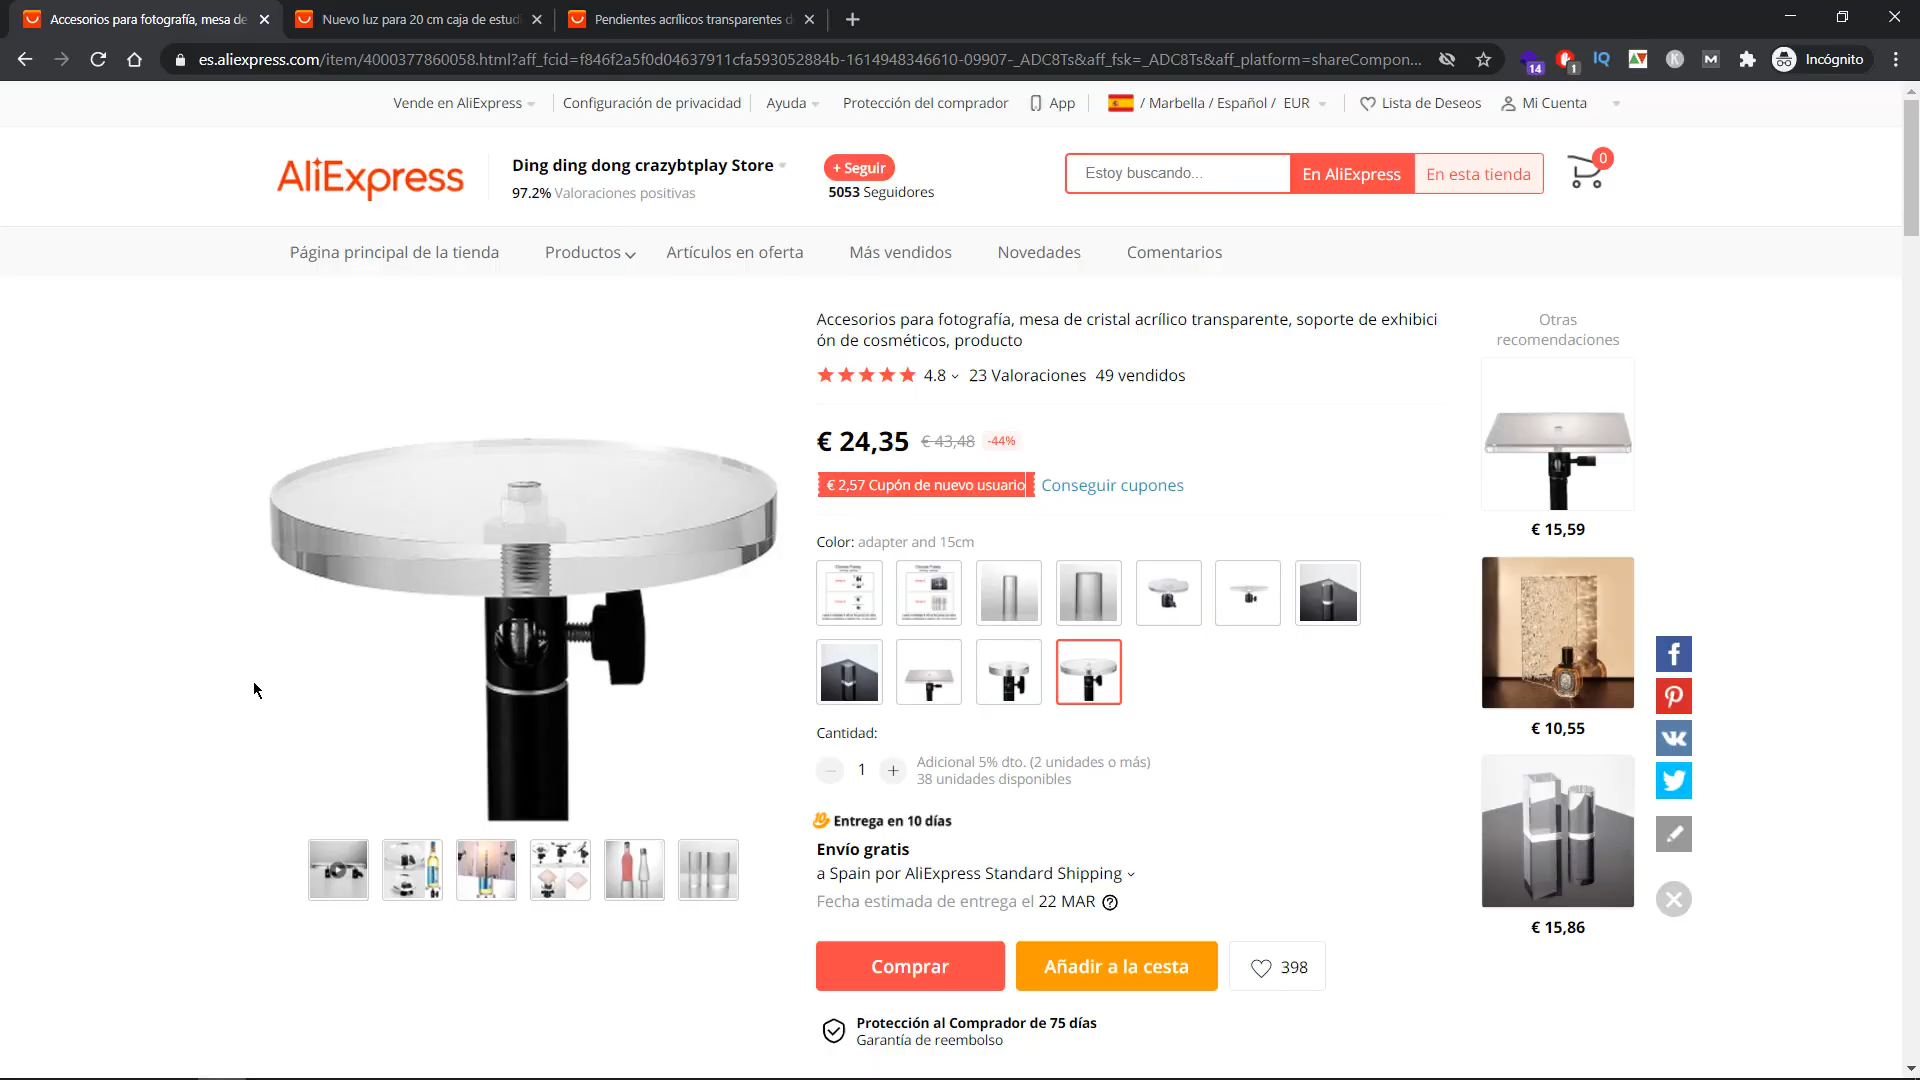 Accesorios para fotografía, mesa de
Nuevo luz para 20 cm caja de estud
Pendientes acrílicos transparentes d
es.aliexpress.com/item/4000377860058.html?aff_fcid=f846f2a5f0d04637911cfa593052884b-1614948346610-09907-_ADC8Ts&aff_fsk=_ADC8Ts&aff_platform=shareCompon...
14
1
IQ
K
M
Incógnito
Vende en AliExpress
Configuración de privacidad
Ayuda
Protección del comprador
App
/ Marbella / Español / EUR
Lista de Deseos
Mi Cuenta
AliExpress
Ding ding dong crazybtplay Store
97.2% Valoraciones positivas
+ Seguir
5053 Seguidores
Estoy buscando...
En AliExpress
En esta tienda
0
Página principal de la tienda
Productos
Artículos en oferta
Más vendidos
Novedades
Comentarios
Accesorios para fotografía, mesa de cristal acrílico transparente, soporte de exhibici
ón de cosméticos, producto
4.8
23 Valoraciones
49 vendidos
€ 24,35
€ 43,48
-44%
€ 2,57 Cupón de nuevo usuario
Conseguir cupones
Color: adapter and 15cm
Cantidad:
1
Adicional 5% dto. (2 unidades o más)
38 unidades disponibles
Entrega en 10 días
Envío gratis
a Spain por AliExpress Standard Shipping
Fecha estimada de entrega el 22 MAR
Comprar
Añadir a la cesta
398
Protección al Comprador de 75 días
Garantía de reembolso
Otras
recomendaciones
€ 15,59
€ 10,55
€ 15,86